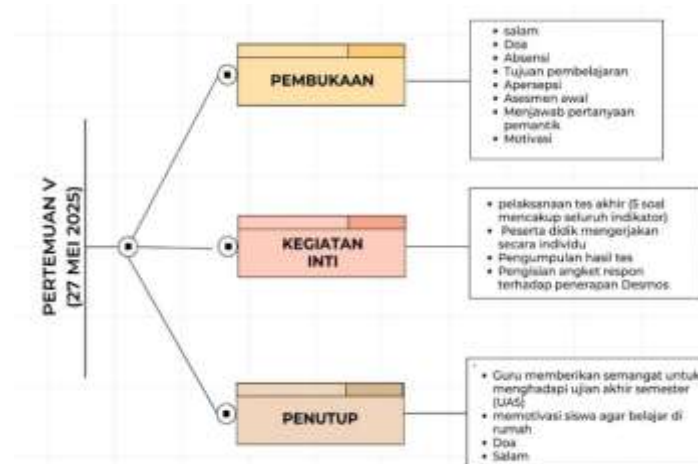 PERTEMUAN V
(27 MEI 2025)
PEMBUKAAN
• salam
• Doa
• Absensi
• Tujuan pembelajaran
• Apersepsi
• Asesmen awal
• Menjawab pertanyaan
pemantik
• Motivasi
KEGIATAN
INTI
• pelaksanaan tes akhir (5 soal
mencakup seluruh indikator)
• Peserta didik mengerjakan
secara individu
• Pengumpulan hasil tes
• Pengisian angket respon
terhadap penerapan Desmos
PENUTUP
• Guru memberikan semangat untuk
menghadapi ujian akhir semester
(UAS)
• memotivasi siswa agar belajar di
rumah
• Doa
• Salam